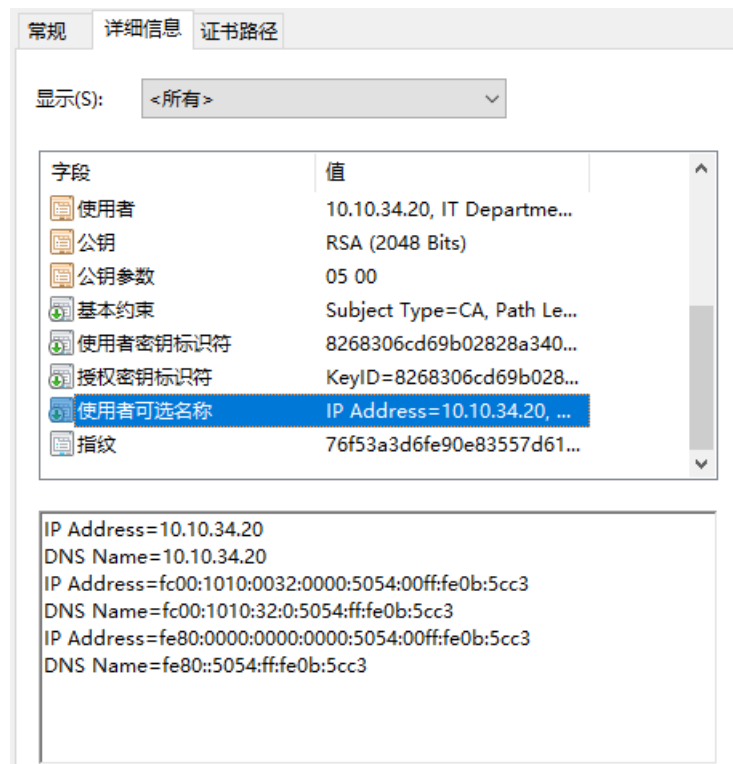 常规 详细信息 证书路径
显示(S): <所有>
字段 值
使用者 10.10.34.20, IT Departme...
公钥 RSA (2048 Bits)
公钥参数 05 00
基本约束 Subject Type=CA, Path Le...
使用者密钥标识符 8268306cd69b02828a340...
授权密钥标识符 KeyID=8268306cd69b028...
使用者可选名称 IP Address=10.10.34.20, ...
指纹 76f53a3d6fe90e83557d61...
IP Address=10.10.34.20
DNS Name=10.10.34.20
IP Address=fc00:1010:0032:0000:5054:00ff:fe0b:5cc3
DNS Name=fc00:1010:32:0:5054:ff:fe0b:5cc3
IP Address=fe80:0000:0000:0000:5054:00ff:fe0b:5cc3
DNS Name=fe80::5054:ff:fe0b:5cc3